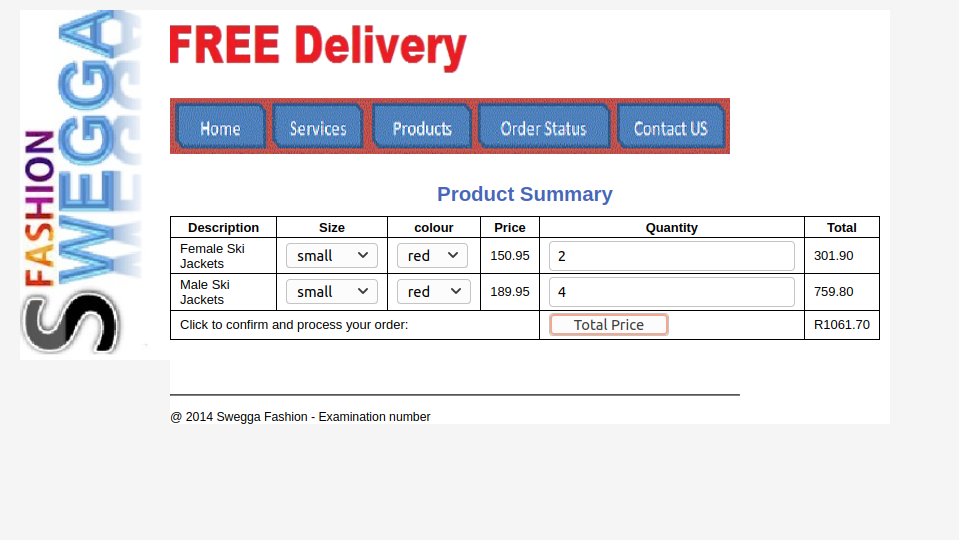 FASHION
SWEGGA
FREE Delivery
Home Services Products Order Status Contact US
Product Summary
Description Size colour Price Quantity Total
Female Ski
Jackets
small red 150.95 2 301.90
Male Ski
Jackets
small red 189.95 4 759.80
Click to confirm and process your order: Total Price R1061.70
@ 2014 Swegga Fashion - Examination number